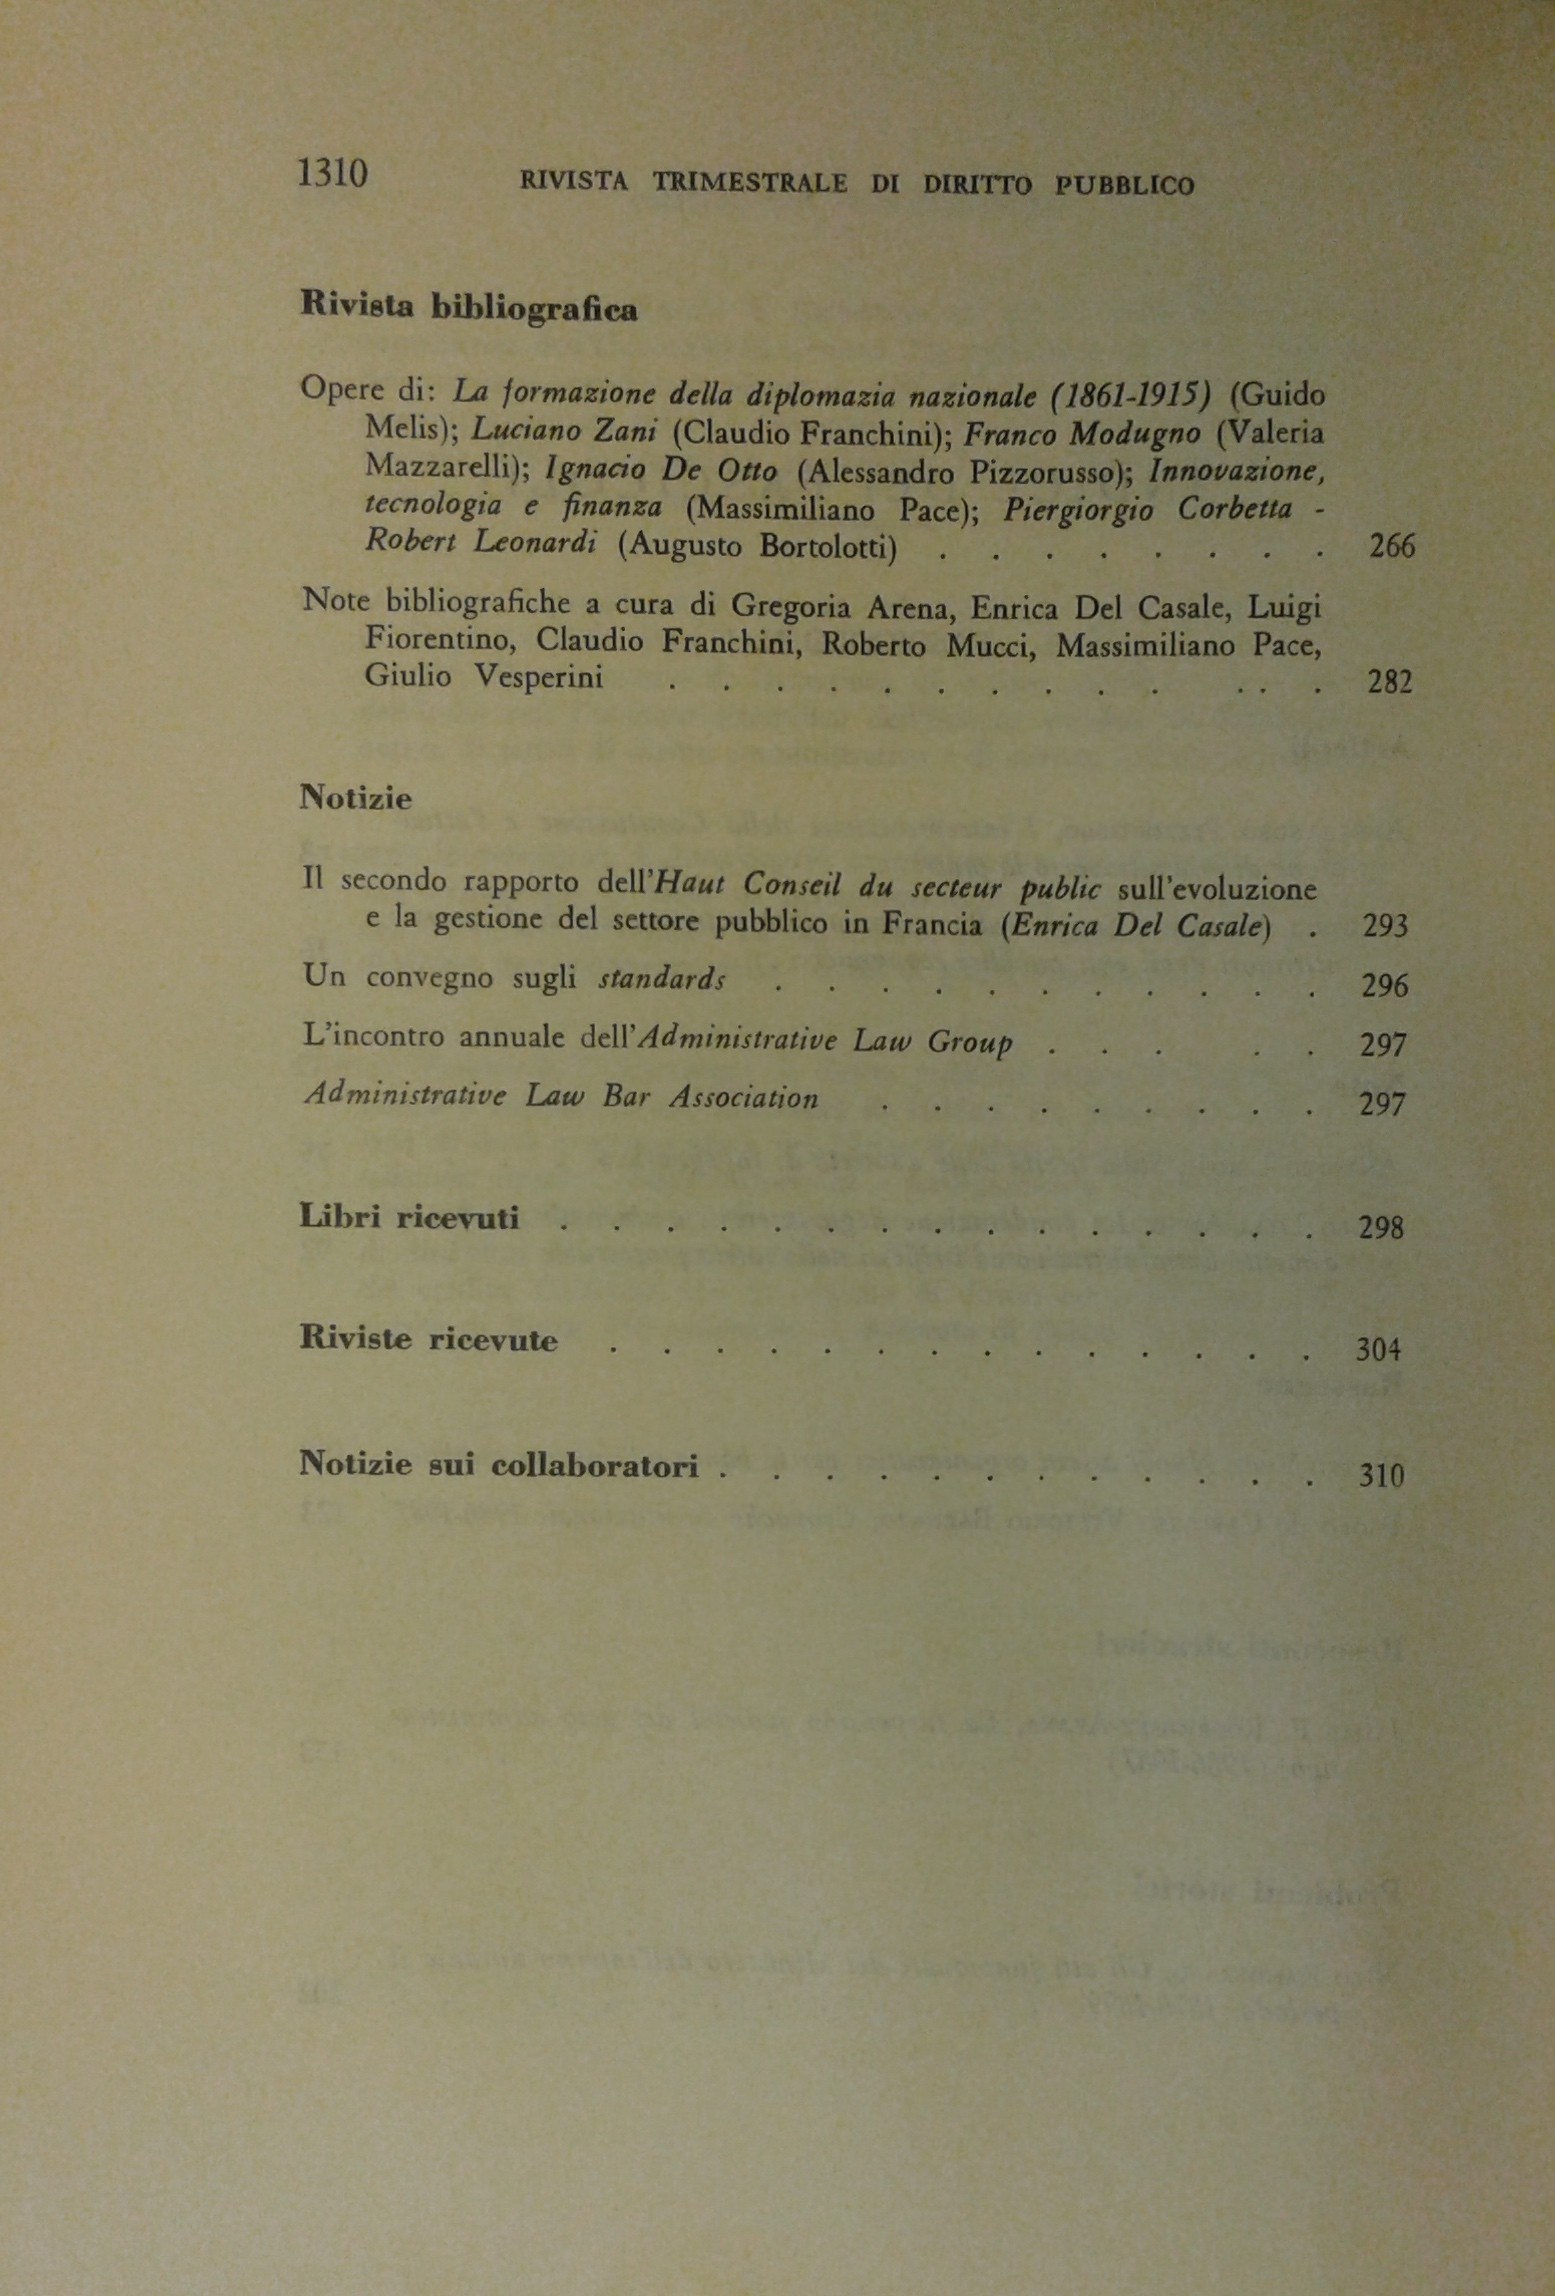 1310 RIVISTA TRIMESTRALE DI DIRITTO PUBBLICO
Rivista bibliografica
Opere di: La formazione della diplomazia nazionale (1861-1915) (Guido
Melis); Luciano Zani (Claudio Franchini); Franco Modugno (Valeria
Mazzarelli); Ignacio De Otto (Alessandro Pizzorusso); Innovazione,
tecnologia e finanza (Massimiliano Pace); Piergiorgio Corbetta -
Robert Leonardi (Augusto Bortolotti) . . . . . . . . 266
Note bibliografiche a cura di Gregoria Arena, Enrica Del Casale, Luigi
Fiorentino, Claudio Franchini, Roberto Mucci, Massimiliano Pace,
Giulio Vesperini . . . . . . . . . . . . . 282
Notizie
Il secondo rapporto dell'Haut Conseil du secteur public sull'evoluzione
e la gestione del settore pubblico in Francia (Enrica Del Casale) . 293
Un convegno sugli standards . . . . . . . . . . . 296
L'incontro annuale dell'Administrative Law Group . . . . . 297
Administrative Law Bar Association . . . . . . . . . 297
Libri ricevuti . . . . . . . . . . . . . . . 298
Riviste ricevute . . . . . . . . . . . . . . 304
Notizie sui collaboratori . . . . . . . . . . . . 310